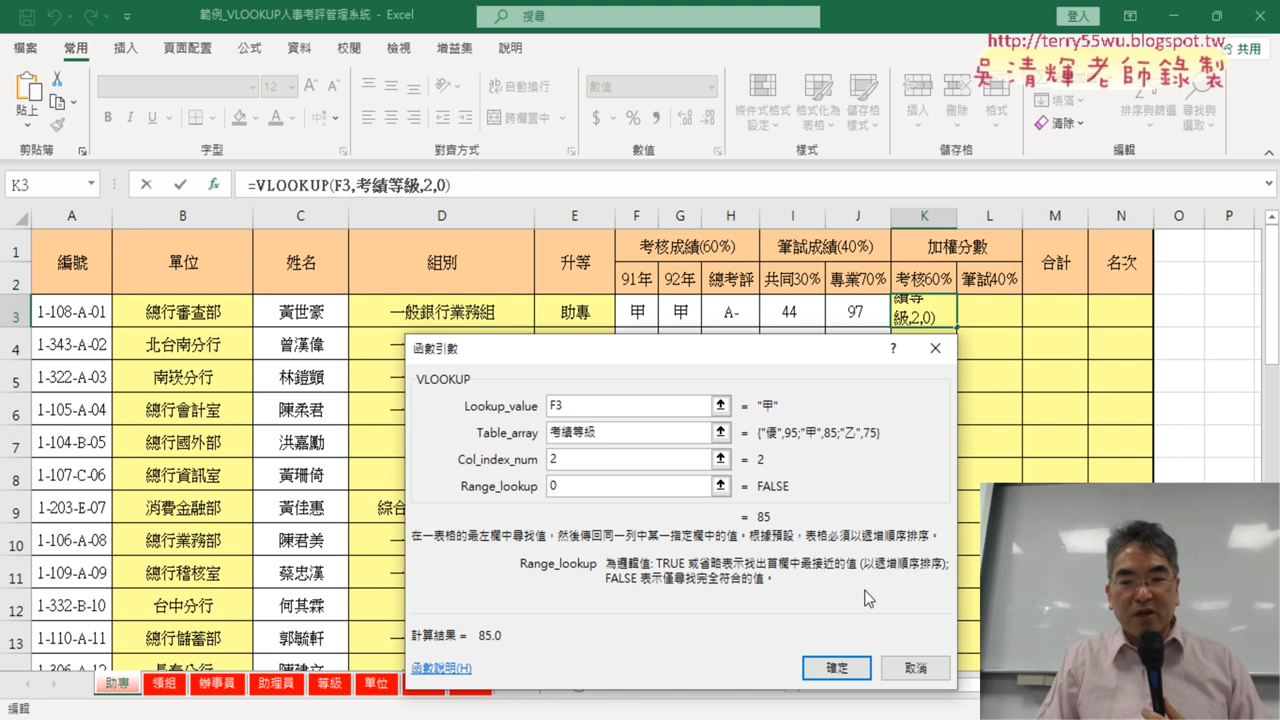 範例_VLOOKUP人事考評管理系統 - Excel
搜尋
登入
http://terry55wu.blogspot.tw
吳清輝老師錄製
檔案 常用 插入 頁面配置 公式 資料 校閱 檢視 增益集 說明
共用
貼上
12
B I U
自動換行
跨欄置中
數值
條件式格式設定
格式化為表格
儲存格樣式
插入 刪除 格式
填滿
清除
排序與篩選
尋找與選取
剪貼簿 字型 對齊方式 數值 樣式 儲存格 編輯
K3
=VLOOKUP(F3,考績等級,2,0)
A B C D E F G H I J K L M N O P
1 編號 單位 姓名 組別 升等 考核成績(60%) 筆試成績(40%) 加權分數 合計 名次
2 91年 92年 總考評 共同30% 專業70% 考核60% 筆試40%
3 1-108-A-01 總行審查部 黃世豪 一般銀行業務組 助專 甲 甲 A- 44 97 績等級,2,0)
4 1-343-A-02 北台南分行 曾漢偉
5 1-322-A-03 南崁分行 林鎧顗
6 1-105-A-04 總行會計室 陳柔君
7 1-104-B-05 總行國外部 洪嘉勵
8 1-107-C-06 總行資訊室 黃珊倚
9 1-203-E-07 消費金融部 黃佳惠 綜合
10 1-106-A-08 總行業務部 陳君美
11 1-109-A-09 總行稽核室 蔡忠漢
12 1-332-B-10 台中分行 何其霖
13 1-110-A-11 總行儲蓄部 郭毓軒
函數引數 ?
VLOOKUP
Lookup_value F3 = "甲"
Table_array 考績等級 = {"優",95;"甲",85;"乙",75}
Col_index_num 2 = 2
Range_lookup 0 = FALSE
= 85
在一表格的最左欄中尋找值，然後傳回同一列中某一指定欄中的值。根據預設，表格必須以遞增順序排序。
Range_lookup 為邏輯值: TRUE 或省略表示找出首欄中最接近的值 (以遞增順序排序);
FALSE 表示僅尋找完全符合的值。
計算結果 = 85.0
函數說明(H)
確定 取消
助專 領組 辦事員 助理員 等級 單位
編輯